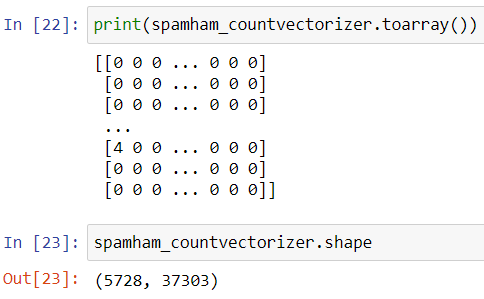 In [22]: print(spamham_countvectorizer.toarray())
[[0 0 0 ... 0 0 0]
[0 0 0 ... 0 0 0]
[0 0 0 ... 0 0 0]
...
[4 0 0 ... 0 0 0]
[0 0 0 ... 0 0 0]
[0 0 0 ... 0 0 0]]
In [23]: spamham_countvectorizer.shape
Out[23]: (5728, 37303)